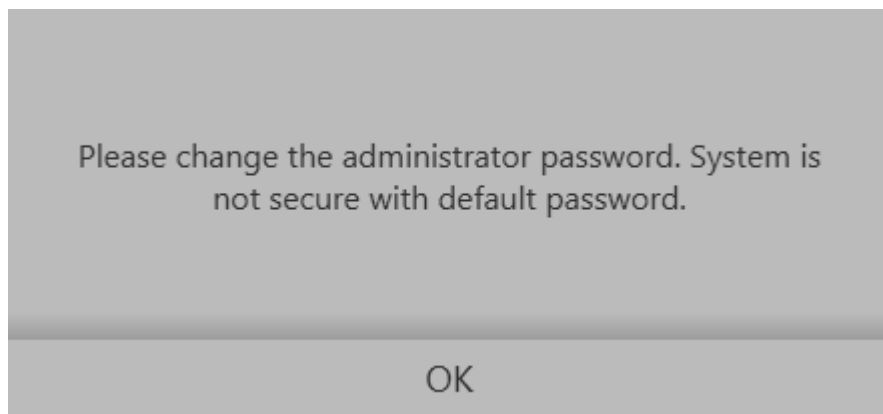 Please change the administrator password. System is
not secure with default password.
OK